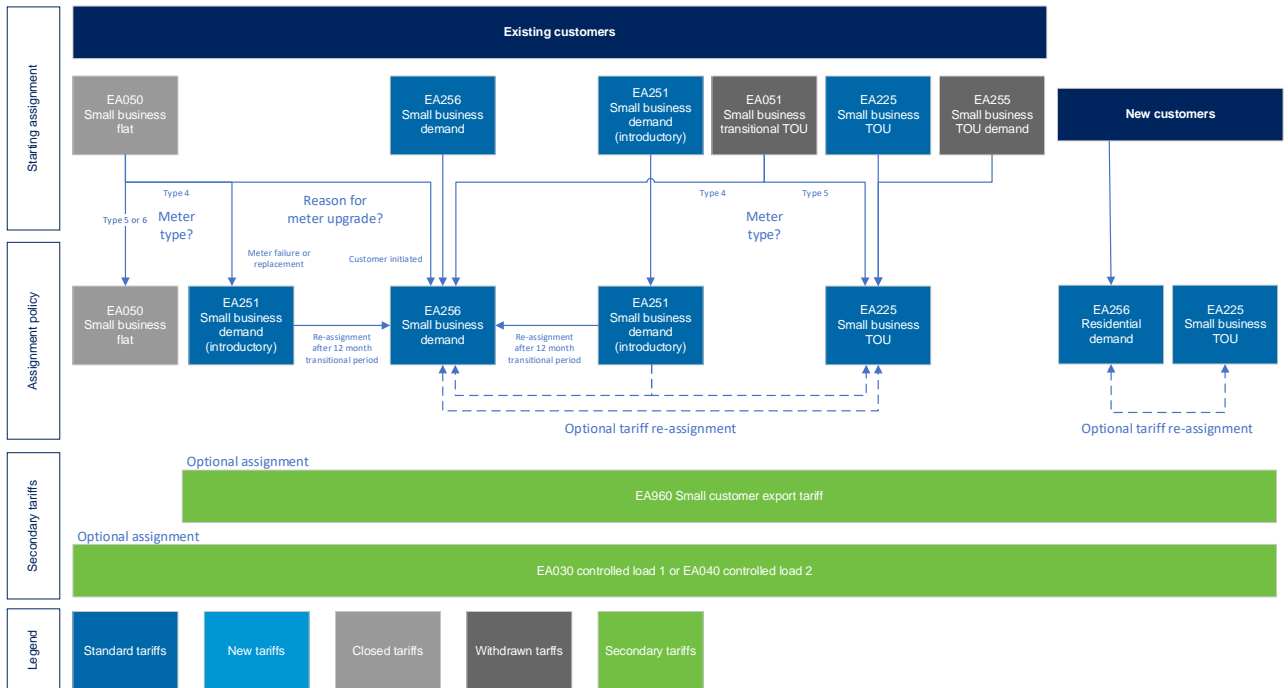 Existing customers
Starting assignment
EA050
Small business
flat
EA256
Small business
demand
EA251
Small business
demand
(introductory)
EA051
Small business
transitional TOU
EA225
Small business
TOU
EA255
Small business
TOU demand
New customers
Type 4
Reason for
meter upgrade?
Type 4
Type 5
Type 5 or 6
Meter
type?
Meter
type?
Meter failure or
replacement
Customer initiated
Assignment policy
EA050
Small business
flat
EA251
Small business
demand
(introductory)
Re-assignment
after 12 month
transitional period
EA256
Small business
demand
Re-assignment
after 12 month
transitional period
EA251
Small business
demand
(introductory)
EA225
Small business
TOU
EA256
Residential
demand
EA225
Small business
TOU
Optional tariff re-assignment
Optional tariff re-assignment
Secondary tariffs
Optional assignment
EA960 Small customer export tariff
Optional assignment
EA030 controlled load 1 or EA040 controlled load 2
Legend
Standard tariffs
New tariffs
Closed tariffs
Withdrawn tarffs
Secondary tariffs